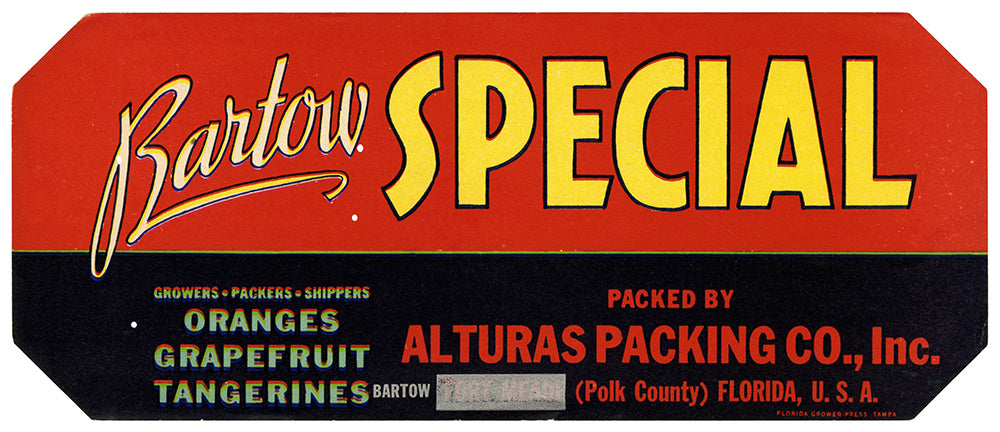 Bartow SPECIAL
GROWERS • PACKERS • SHIPPERS
ORANGES
GRAPEFRUIT
TANGERINES
PACKED BY
ALTURAS PACKING CO., Inc.
BARTOW (Polk County) FLORIDA, U. S. A.
FLORIDA GROWER PRESS TAMPA